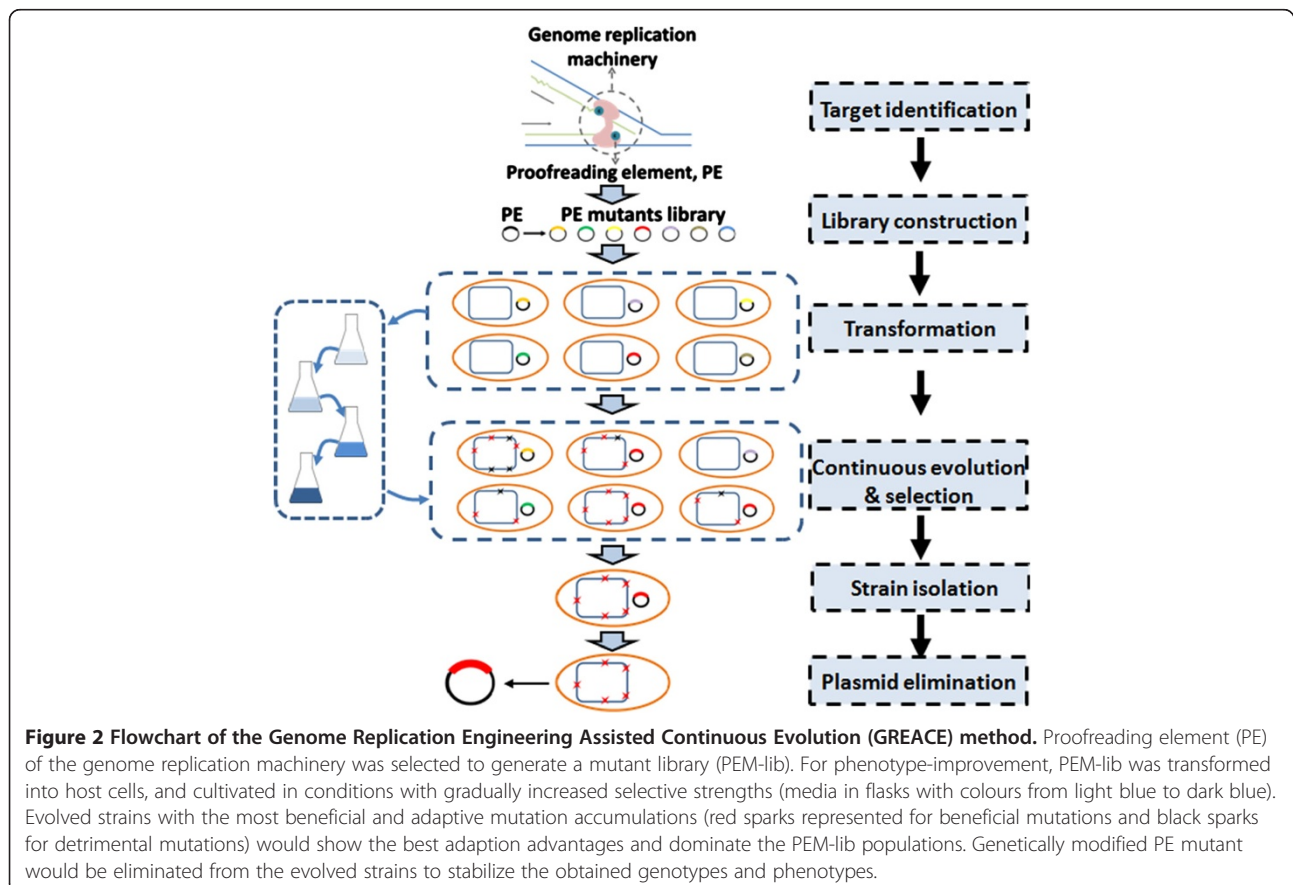 Genome replication
machinery
Target identification
Proofreading element, PE
PE PE mutants library
Library construction
Transformation
Continuous evolution
& selection
Strain isolation
Plasmid elimination
Figure 2 Flowchart of the Genome Replication Engineering Assisted Continuous Evolution (GREACE) method. Proofreading element (PE)
of the genome replication machinery was selected to generate a mutant library (PEM-lib). For phenotype-improvement, PEM-lib was transformed
into host cells, and cultivated in conditions with gradually increased selective strengths (media in flasks with colours from light blue to dark blue).
Evolved strains with the most beneficial and adaptive mutation accumulations (red sparks represented for beneficial mutations and black sparks
for detrimental mutations) would show the best adaption advantages and dominate the PEM-lib populations. Genetically modified PE mutant
would be eliminated from the evolved strains to stabilize the obtained genotypes and phenotypes.